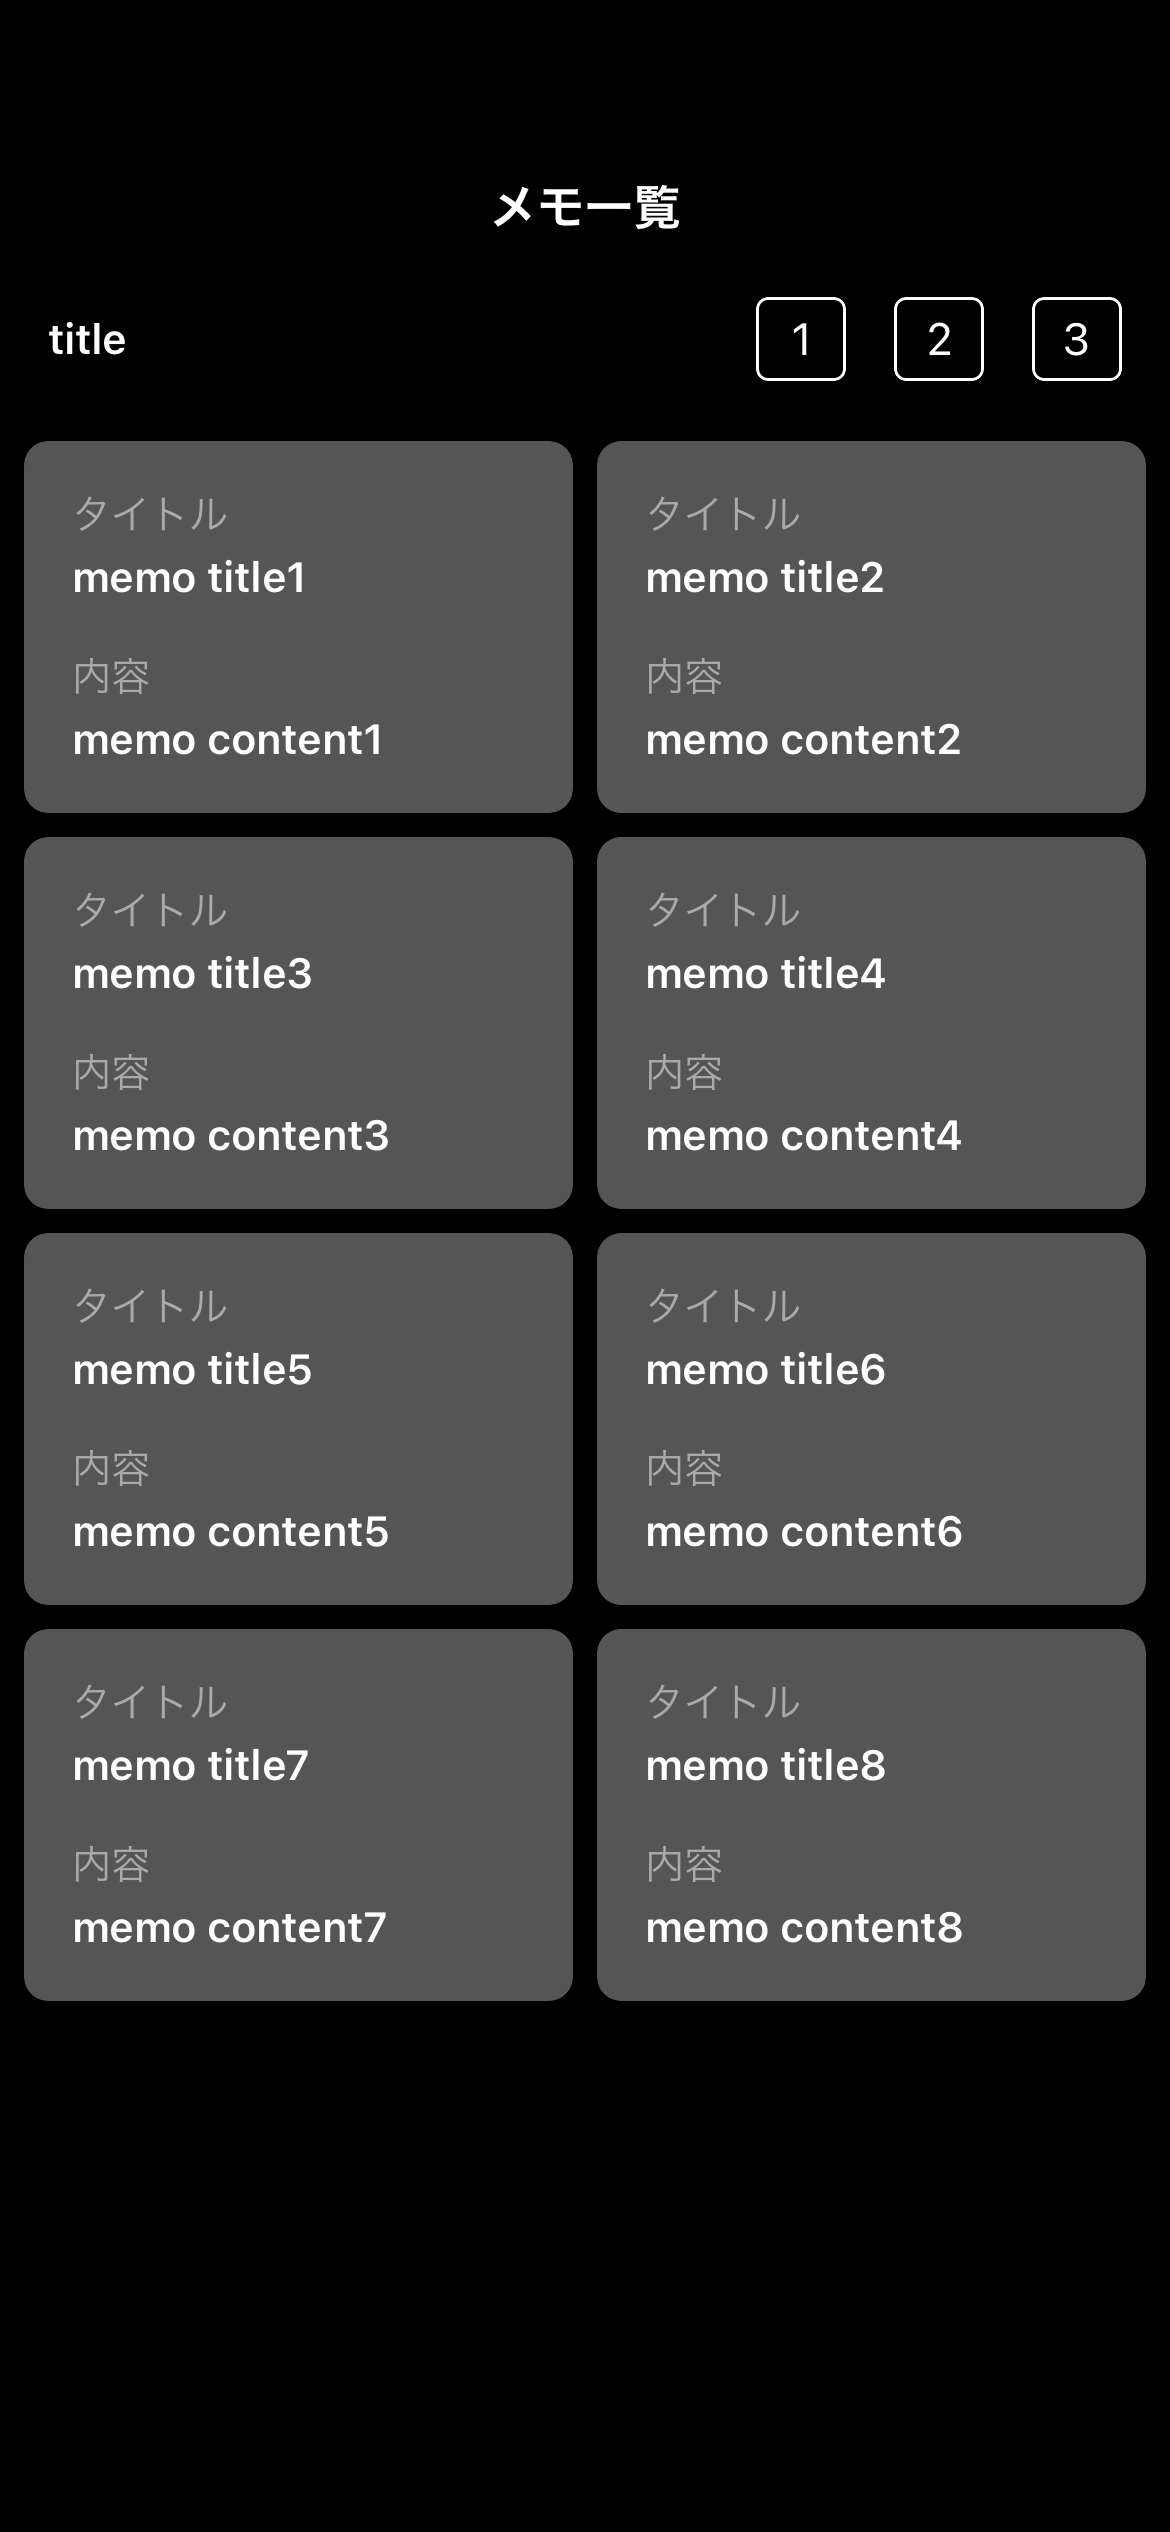 メモ一覧
title 1 2 3
タイトル
memo title1
内容
memo content1
タイトル
memo title2
内容
memo content2
タイトル
memo title3
内容
memo content3
タイトル
memo title4
内容
memo content4
タイトル
memo title5
内容
memo content5
タイトル
memo title6
内容
memo content6
タイトル
memo title7
内容
memo content7
タイトル
memo title8
内容
memo content8